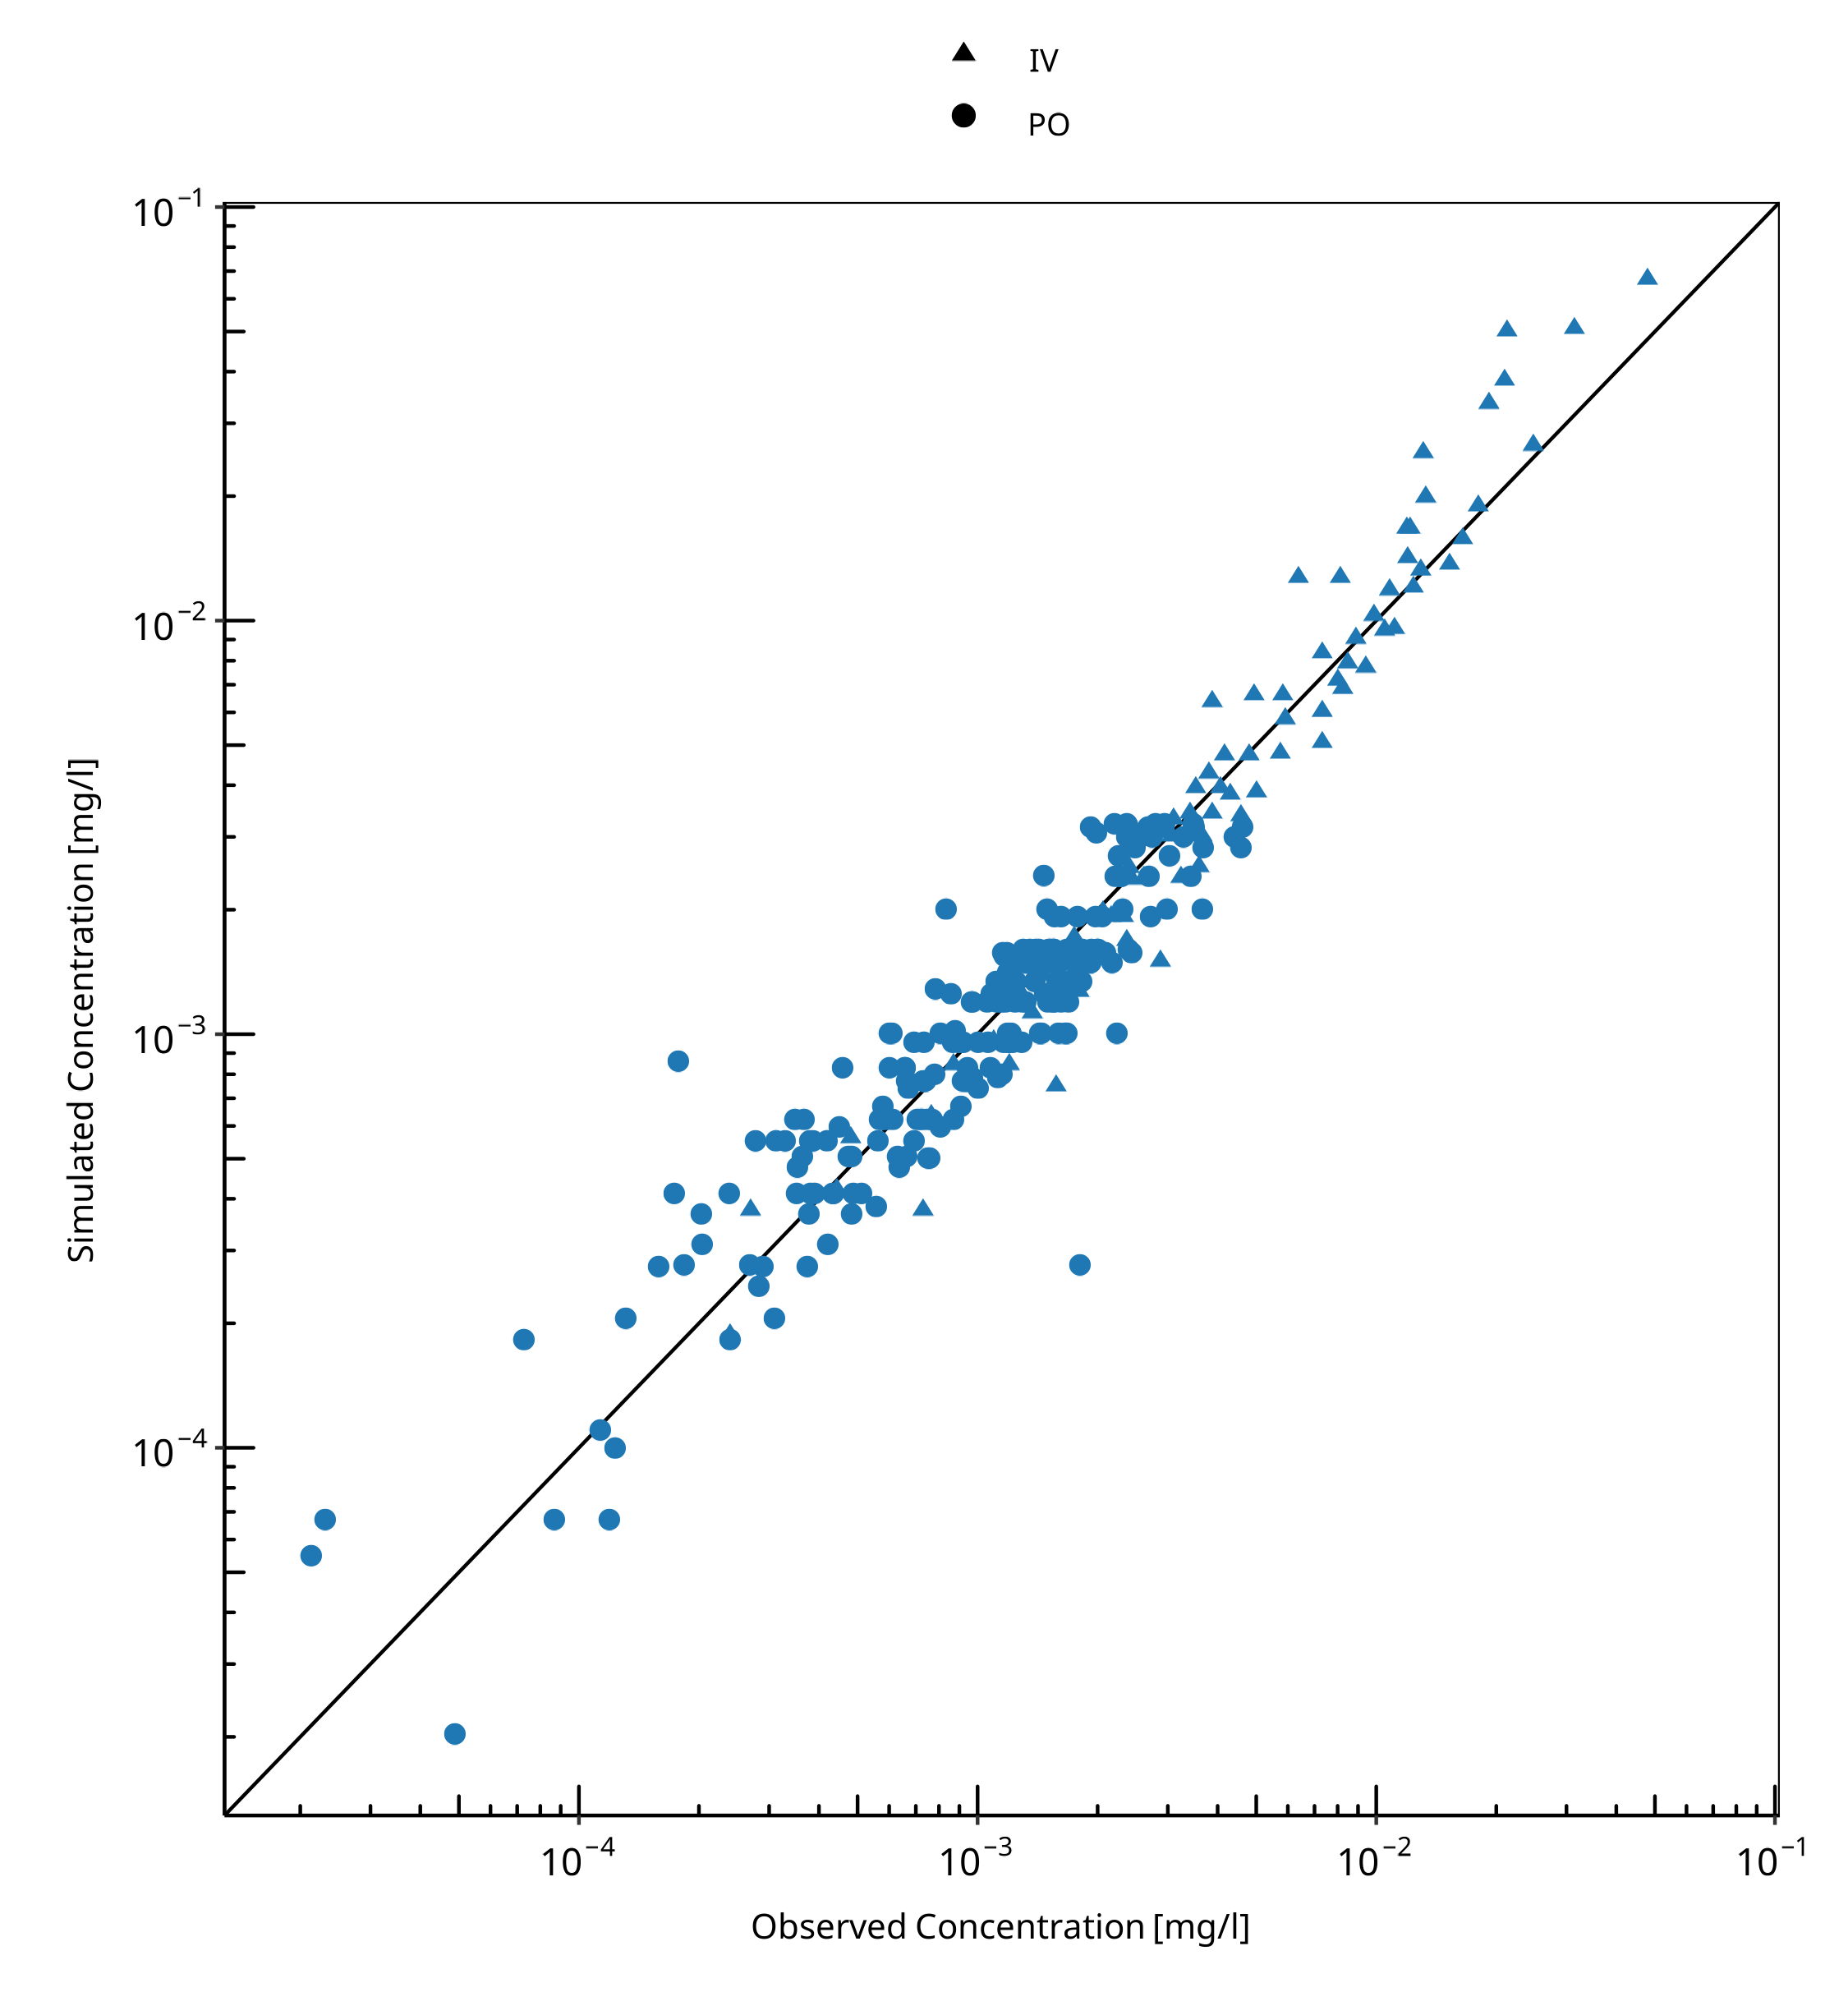 IV
PO
10⁻¹
10⁻²
10⁻³
10⁻⁴
Simulated Concentration [mg/l]
10⁻⁴ 10⁻³ 10⁻² 10⁻¹
Observed Concentration [mg/l]